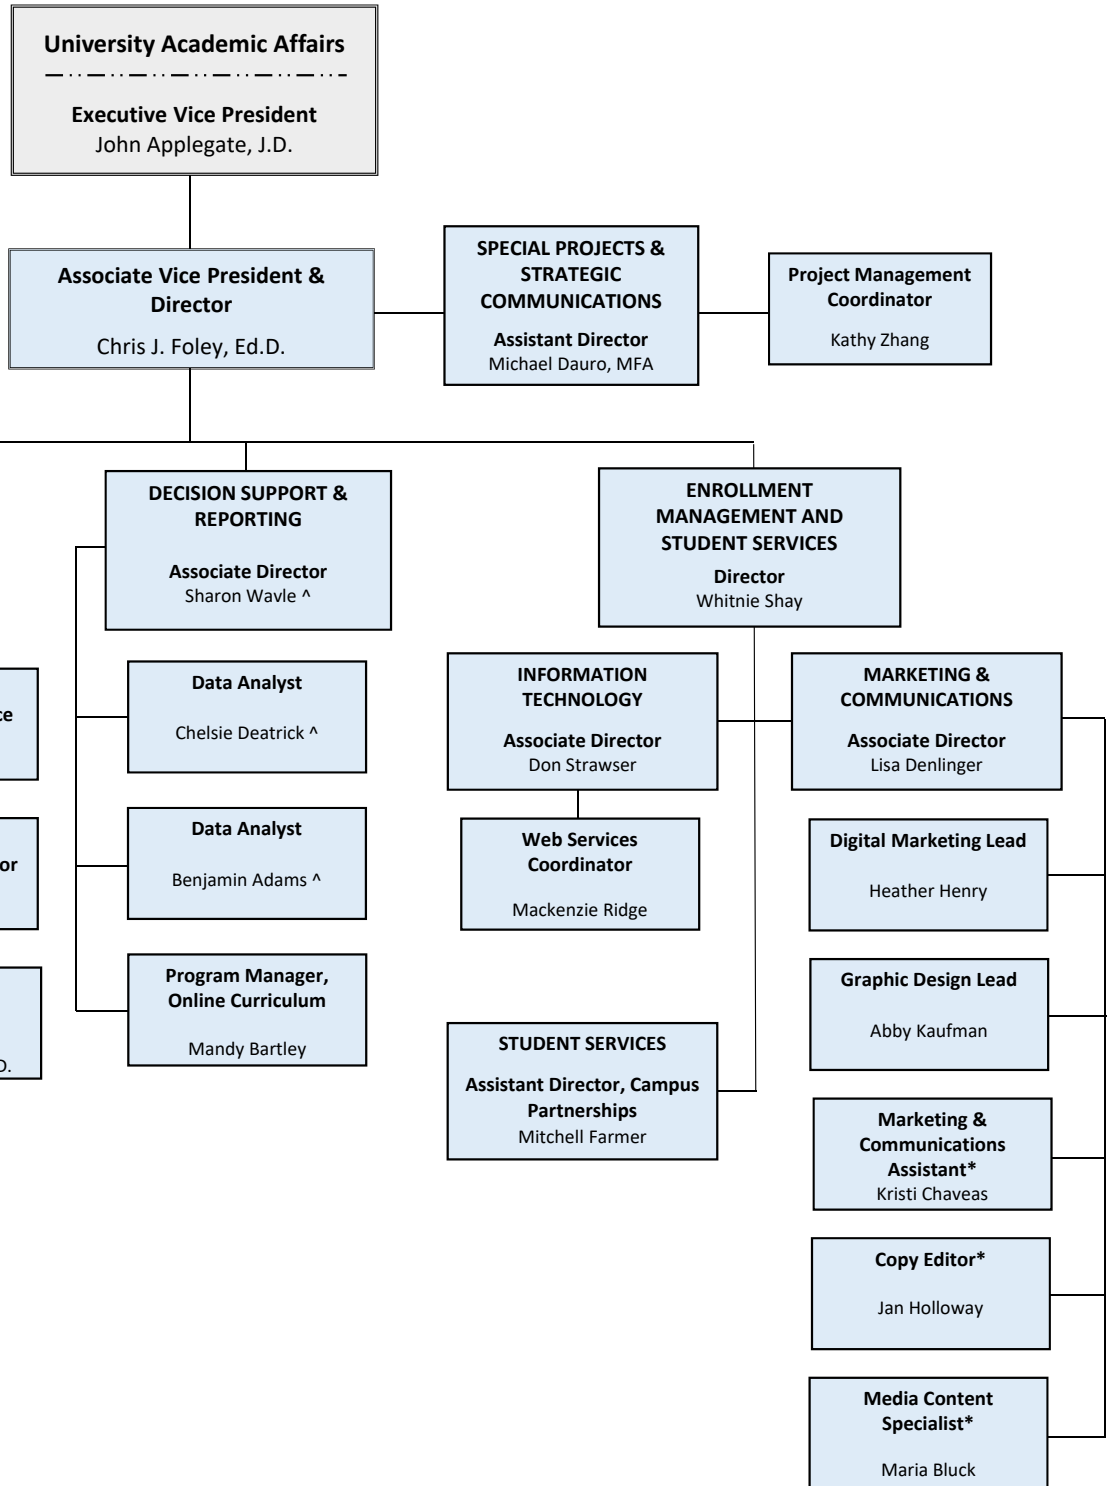 University Academic Affairs
Executive Vice President
John Applegate, J.D.
Associate Vice President &
Director
Chris J. Foley, Ed.D.
SPECIAL PROJECTS &
STRATEGIC
COMMUNICATIONS
Assistant Director
Michael Dauro, MFA
Project Management
Coordinator
Kathy Zhang
DECISION SUPPORT &
REPORTING
Associate Director
Sharon Wavle ^
Data Analyst
Chelsie Deatrick ^
Data Analyst
Benjamin Adams ^
Program Manager,
Online Curriculum
Mandy Bartley
ENROLLMENT
MANAGEMENT AND
STUDENT SERVICES
Director
Whitnie Shay
INFORMATION
TECHNOLOGY
Associate Director
Don Strawser
Web Services
Coordinator
Mackenzie Ridge
STUDENT SERVICES
Assistant Director, Campus
Partnerships
Mitchell Farmer
MARKETING &
COMMUNICATIONS
Associate Director
Lisa Denlinger
Digital Marketing Lead
Heather Henry
Graphic Design Lead
Abby Kaufman
Marketing &
Communications
Assistant*
Kristi Chaveas
Copy Editor*
Jan Holloway
Media Content
Specialist*
Maria Bluck